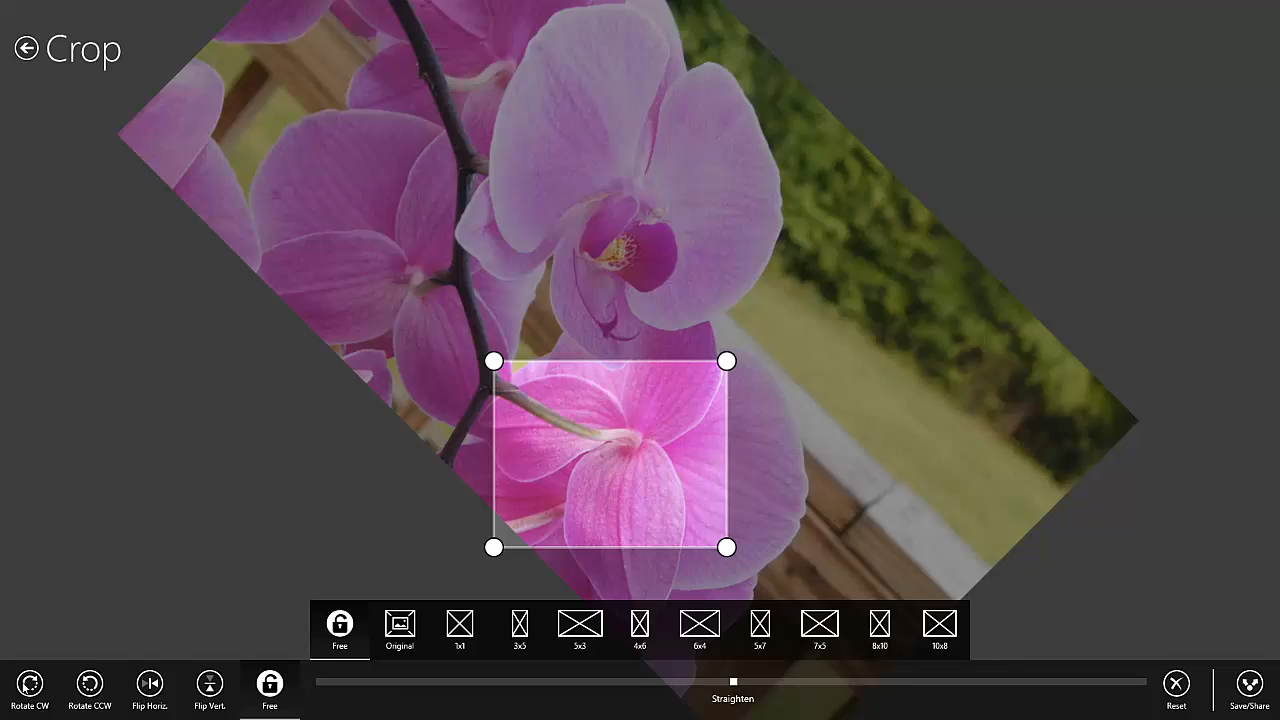 Crop
Free
Original
1x1
3x5
5x3
4x6
6x4
5x7
7x5
8x10
10x8
Rotate CW
Rotate CCW
Flip Horiz.
Flip Vert.
Free
Straighten
Reset
Save/Share